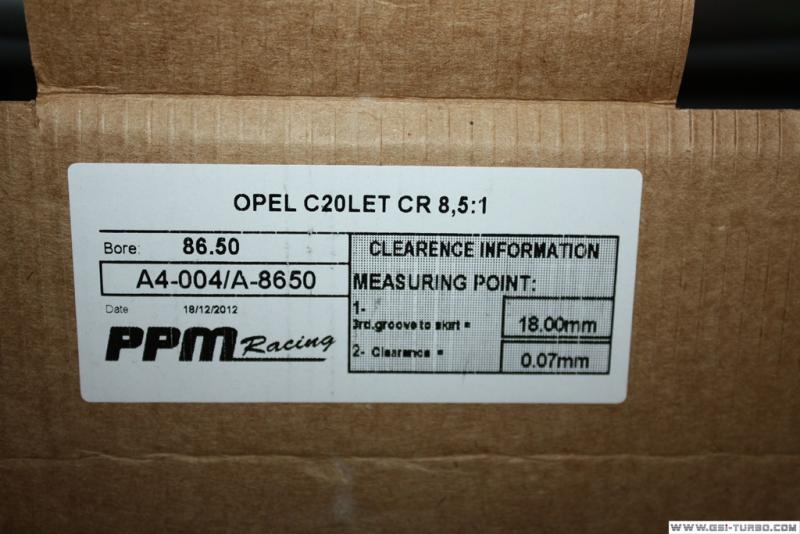 OPEL C20LET CR 8,5:1
Bore: 86.50
A4-004/A-8650
Date 18/12/2012
PPM Racing
CLEARENCE INFORMATION
MEASURING POINT:
1-
3rd.groove to skirt = 18.00mm
2- Clearance = 0.07mm
WWW.GSI-TURBO.COM